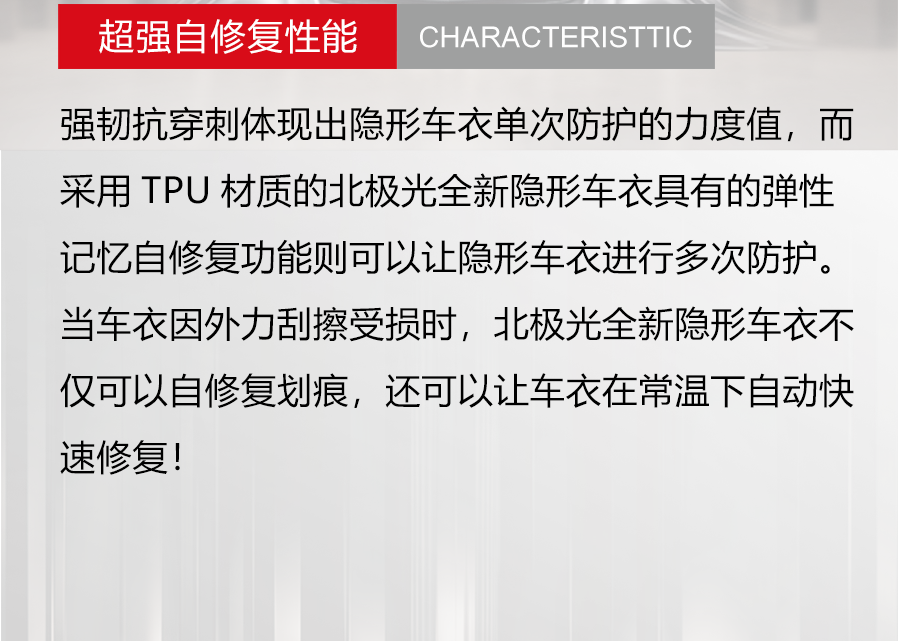 超强自修复性能 CHARACTERISTTIC
强韧抗穿刺体现出隐形车衣单次防护的力度值，而
采用 TPU 材质的北极光全新隐形车衣具有的弹性
记忆自修复功能则可以让隐形车衣进行多次防护。
当车衣因外力刮擦受损时，北极光全新隐形车衣不
仅可以自修复划痕，还可以让车衣在常温下自动快
速修复！